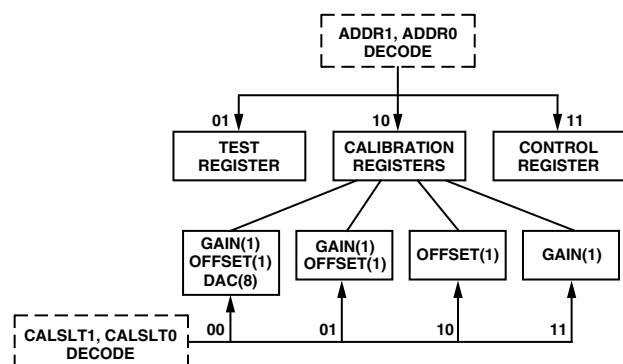 ADDR1, ADDR0
DECODE
01
10
11
TEST
REGISTER
CALIBRATION
REGISTERS
CONTROL
REGISTER
GAIN(1)
OFFSET(1)
DAC(8)
GAIN(1)
OFFSET(1)
OFFSET(1)
GAIN(1)
CALSLT1, CALSLT0
DECODE
00
01
10
11